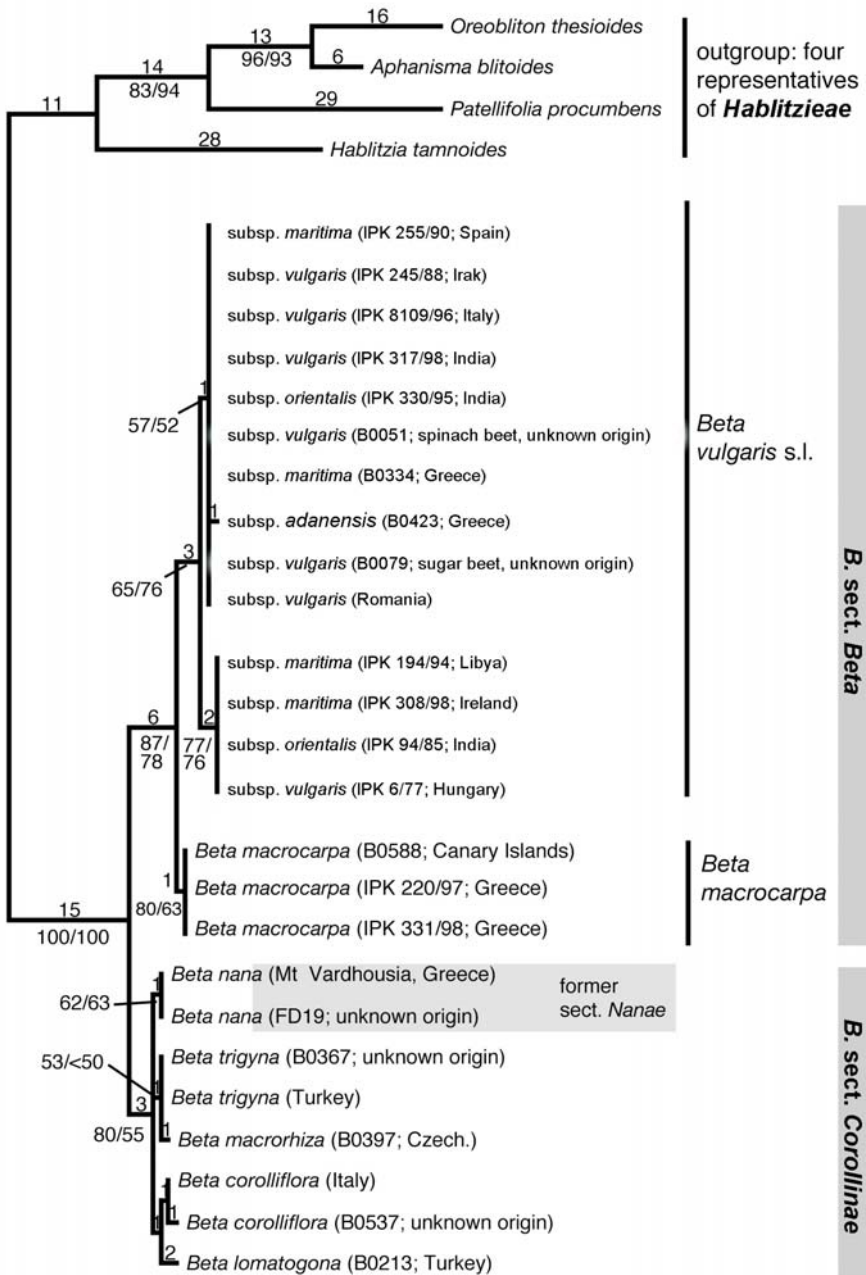 16
Oreobliton thesioides
13
96/93
6
Aphanisma blitoides
14
83/94
29
Patellifolia procumbens
11
28
Hablitzia tamnoides
outgroup: four
representatives
of Hablitzieae
subsp. maritima (IPK 255/90; Spain)
subsp. vulgaris (IPK 245/88; Irak)
subsp. vulgaris (IPK 8109/96; Italy)
subsp. vulgaris (IPK 317/98; India)
1
subsp. orientalis (IPK 330/95; India)
57/52
subsp. vulgaris (B0051; spinach beet, unknown origin)
subsp. maritima (B0334; Greece)
1
subsp. adanensis (B0423; Greece)
3
65/76
subsp. vulgaris (B0079; sugar beet, unknown origin)
subsp. vulgaris (Romania)
subsp. maritima (IPK 194/94; Libya)
subsp. maritima (IPK 308/98; Ireland)
2
77/
76
subsp. orientalis (IPK 94/85; India)
subsp. vulgaris (IPK 6/77; Hungary)
Beta
vulgaris s.l.
6
87/
78
Beta macrocarpa (B0588; Canary Islands)
1
80/63
Beta macrocarpa (IPK 220/97; Greece)
Beta macrocarpa (IPK 331/98; Greece)
Beta
macrocarpa
B. sect. Beta
15
100/100
Beta nana (Mt Vardhousia, Greece)
1
62/63
Beta nana (FD19; unknown origin)
former
sect. Nanae
53/<50
Beta trigyna (B0367; unknown origin)
1
Beta trigyna (Turkey)
3
80/55
1
Beta macrorhiza (B0397; Czech.)
Beta corolliflora (Italy)
1
1
Beta corolliflora (B0537; unknown origin)
1
2
Beta lomatogona (B0213; Turkey)
B. sect. Corollinae